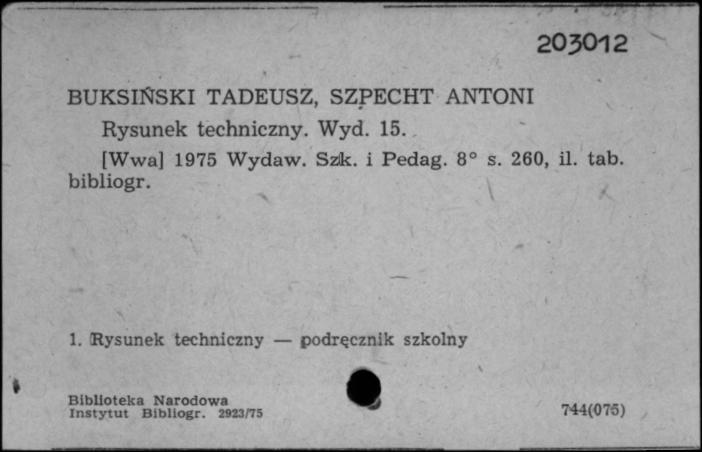 203012
BUKSIŃSKI TADEUSZ, SZPECHT ANTONI
Rysunek techniczny. Wyd. 15.
[Wwa] 1975 Wydaw. Szk. i Pedag. 8° s. 260, il. tab.
bibliogr.
1. Rysunek techniczny — podręcznik szkolny
Biblioteka Narodowa
Instytut Bibliogr. 2923/75
744(075)